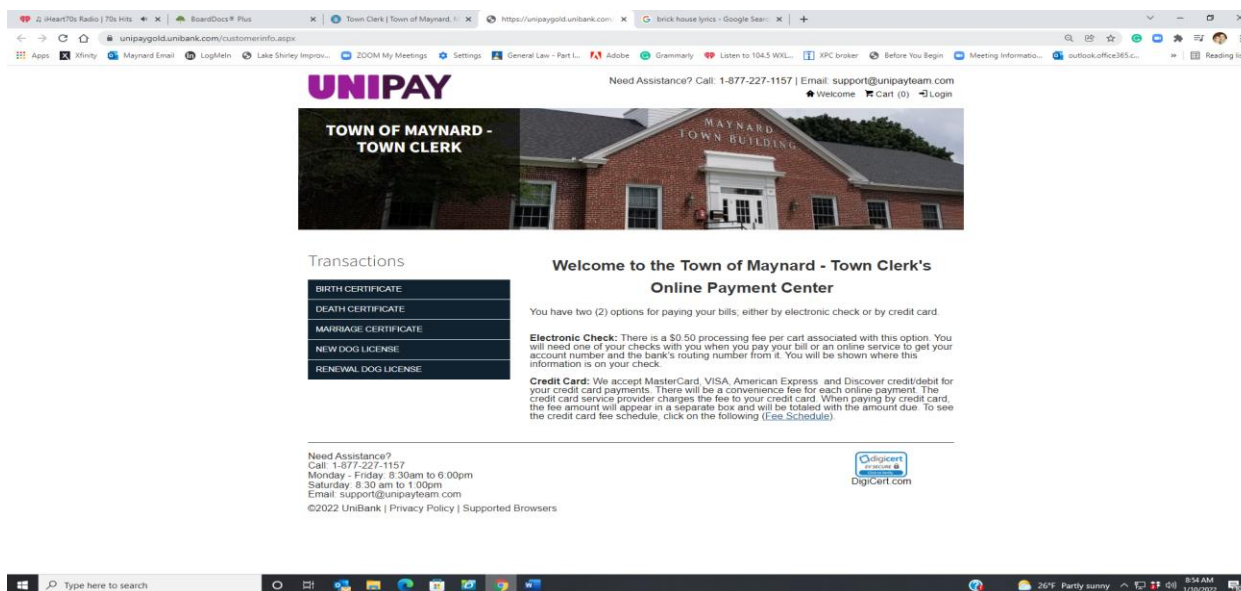 iHeart70s Radio | 70s Hits
BoardDocs® Plus
Town Clerk | Town of Maynard, M
https://unipaygold.unibank.com/
brick house lyrics - Google Sear
unipaygold.unibank.com/customerinfo.aspx
Apps Xfinity Maynard Email LogMeIn Lake Shirley Improv... ZOOM My Meetings Settings General Law - Part I... Adobe Grammarly Listen to 104.5 WXL... XPC broker Before You Begin Meeting Informatio... outlook.office365.c... » Reading lis
UNIPAY
Need Assistance? Call: 1-877-227-1157 | Email: support@unipayteam.com
Welcome Cart (0) Login
TOWN OF MAYNARD -
TOWN CLERK
MAYNARD
TOWN BUILDING
Transactions
BIRTH CERTIFICATE
DEATH CERTIFICATE
MARRIAGE CERTIFICATE
NEW DOG LICENSE
RENEWAL DOG LICENSE
Welcome to the Town of Maynard - Town Clerk's
Online Payment Center
You have two (2) options for paying your bills; either by electronic check or by credit card.
Electronic Check: There is a $0.50 processing fee per cart associated with this option. You
will need one of your checks with you when you pay your bill or an online service to get your
account number and the bank's routing number from it. You will be shown where this
information is on your check.
Credit Card: We accept MasterCard, VISA, American Express and Discover credit/debit for
your credit card payments. There will be a convenience fee for each online payment. The
credit card service provider charges the fee to your credit card. When paying by credit card,
the fee amount will appear in a separate box and will be totaled with the amount due. To see
the credit card fee schedule, click on the following (Fee Schedule).
Need Assistance?
Call: 1-877-227-1157
Monday - Friday: 8:30am to 6:00pm
Saturday: 8:30 am to 1:00pm
Email: support@unipayteam.com
©2022 UniBank | Privacy Policy | Supported Browsers
digicert
DigiCert.com
Type here to search
26°F Partly sunny
8:54 AM
1/10/2022